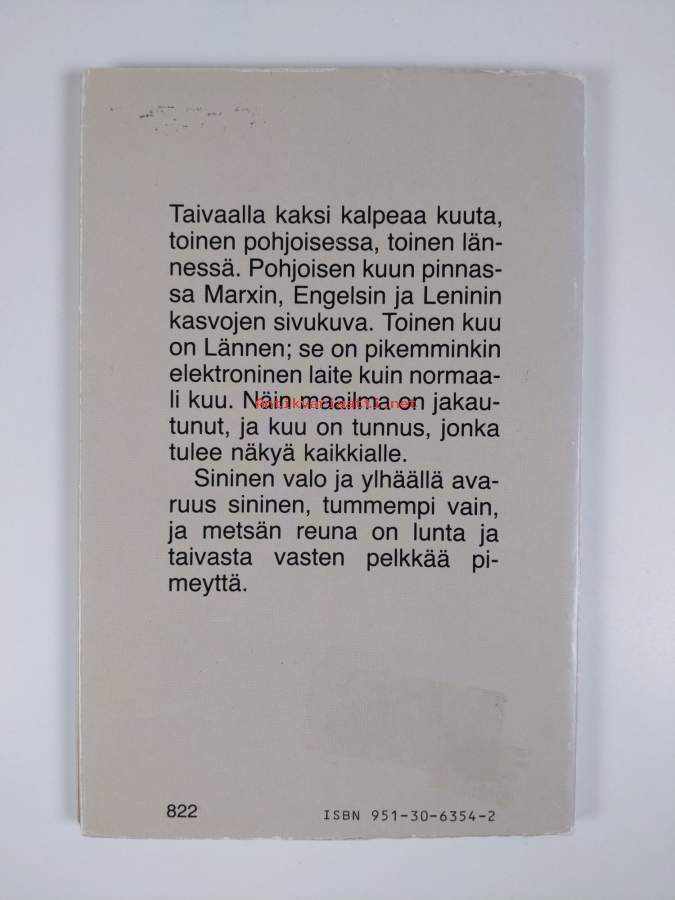 Taivaalla kaksi kalpeaa kuuta,
toinen pohjoisessa, toinen län-
nessä. Pohjoisen kuun pinnas-
sa Marxin, Engelsin ja Leninin
kasvojen sivukuva. Toinen kuu
on Lännen; se on pikemminkin
elektroninen laite kuin normaa-
li kuu. Näin maailma on jakau-
antikvariaatti.net
tunut, ja kuu on tunnus, jonka
tulee näkyä kaikkialle.
Sininen valo ja ylhäällä ava-
ruus sininen, tummempi vain,
ja metsän reuna on lunta ja
taivasta vasten pelkkää pi-
meyttä.
822
ISBN 951-30-6354-2